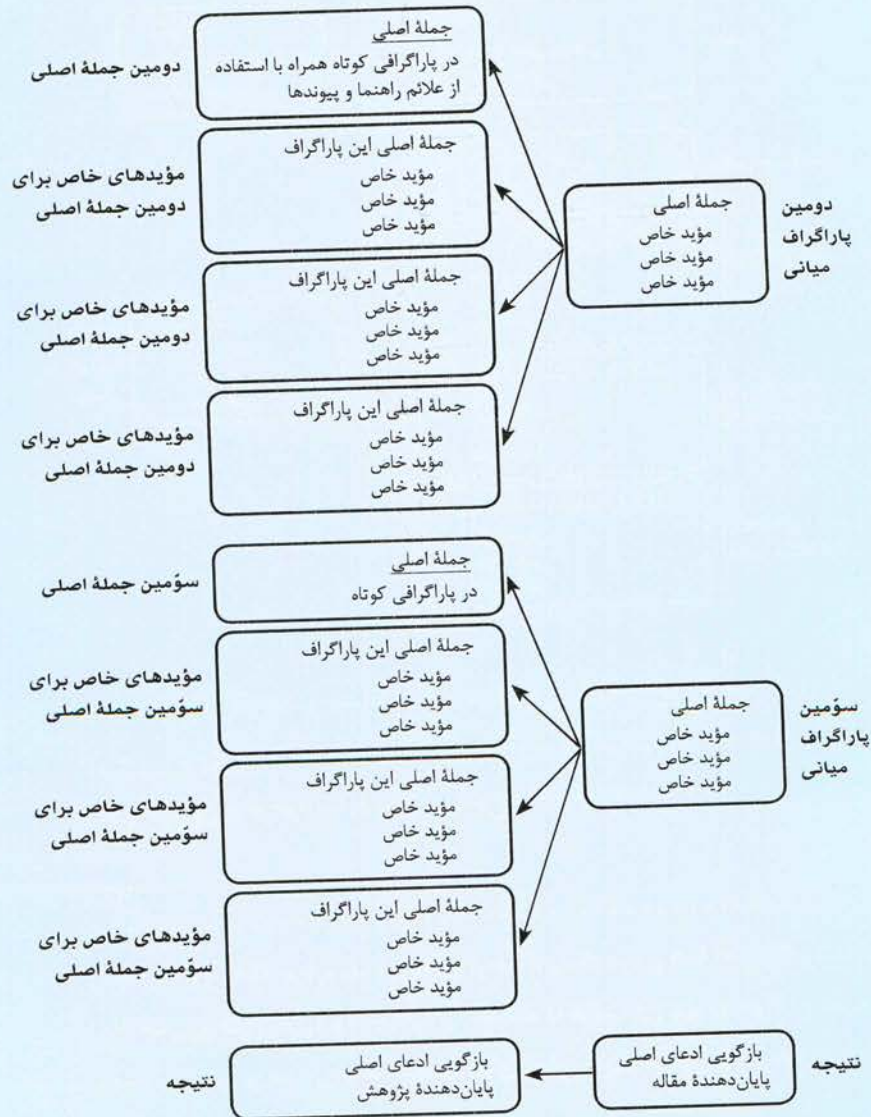 دومین
پاراگراف
میانی
جملهٔ اصلی
مؤید خاص
مؤید خاص
مؤید خاص
جملهٔ اصلی
در پاراگرافی کوتاه همراه با استفاده
از علائم راهنما و پیوندها
دومین جملهٔ اصلی
جملهٔ اصلی این پاراگراف
مؤید خاص
مؤید خاص
مؤید خاص
مؤیدهای خاص برای
دومین جملهٔ اصلی
جملهٔ اصلی این پاراگراف
مؤید خاص
مؤید خاص
مؤید خاص
مؤیدهای خاص برای
دومین جملهٔ اصلی
جملهٔ اصلی این پاراگراف
مؤید خاص
مؤید خاص
مؤید خاص
مؤیدهای خاص برای
دومین جملهٔ اصلی
سوّمین
پاراگراف
میانی
جملهٔ اصلی
مؤید خاص
مؤید خاص
مؤید خاص
جملهٔ اصلی
در پاراگرافی کوتاه
سوّمین جملهٔ اصلی
جملهٔ اصلی این پاراگراف
مؤید خاص
مؤید خاص
مؤید خاص
مؤیدهای خاص برای
سوّمین جملهٔ اصلی
جملهٔ اصلی این پاراگراف
مؤید خاص
مؤید خاص
مؤید خاص
مؤیدهای خاص برای
سوّمین جملهٔ اصلی
جملهٔ اصلی این پاراگراف
مؤید خاص
مؤید خاص
مؤید خاص
مؤیدهای خاص برای
سوّمین جملهٔ اصلی
نتیجه
بازگویی ادعای اصلی
پایان‌دهندهٔ مقاله
بازگویی ادعای اصلی
پایان‌دهندهٔ پژوهش
نتیجه